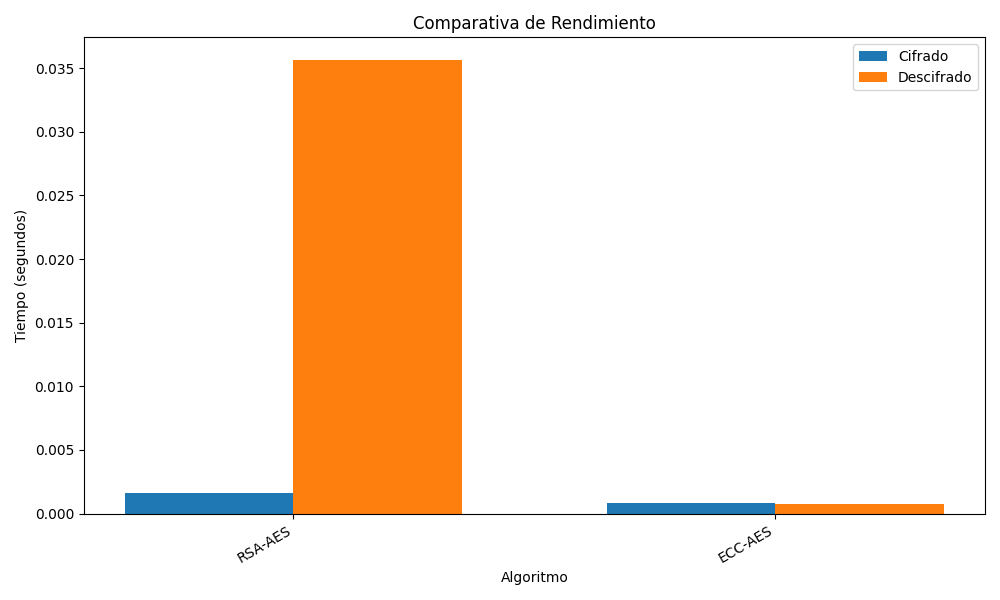 Comparativa de Rendimiento
Cifrado
Descifrado
Tiempo (segundos)
0.035
0.030
0.025
0.020
0.015
0.010
0.005
0.000
RSA-AES
ECC-AES
Algoritmo